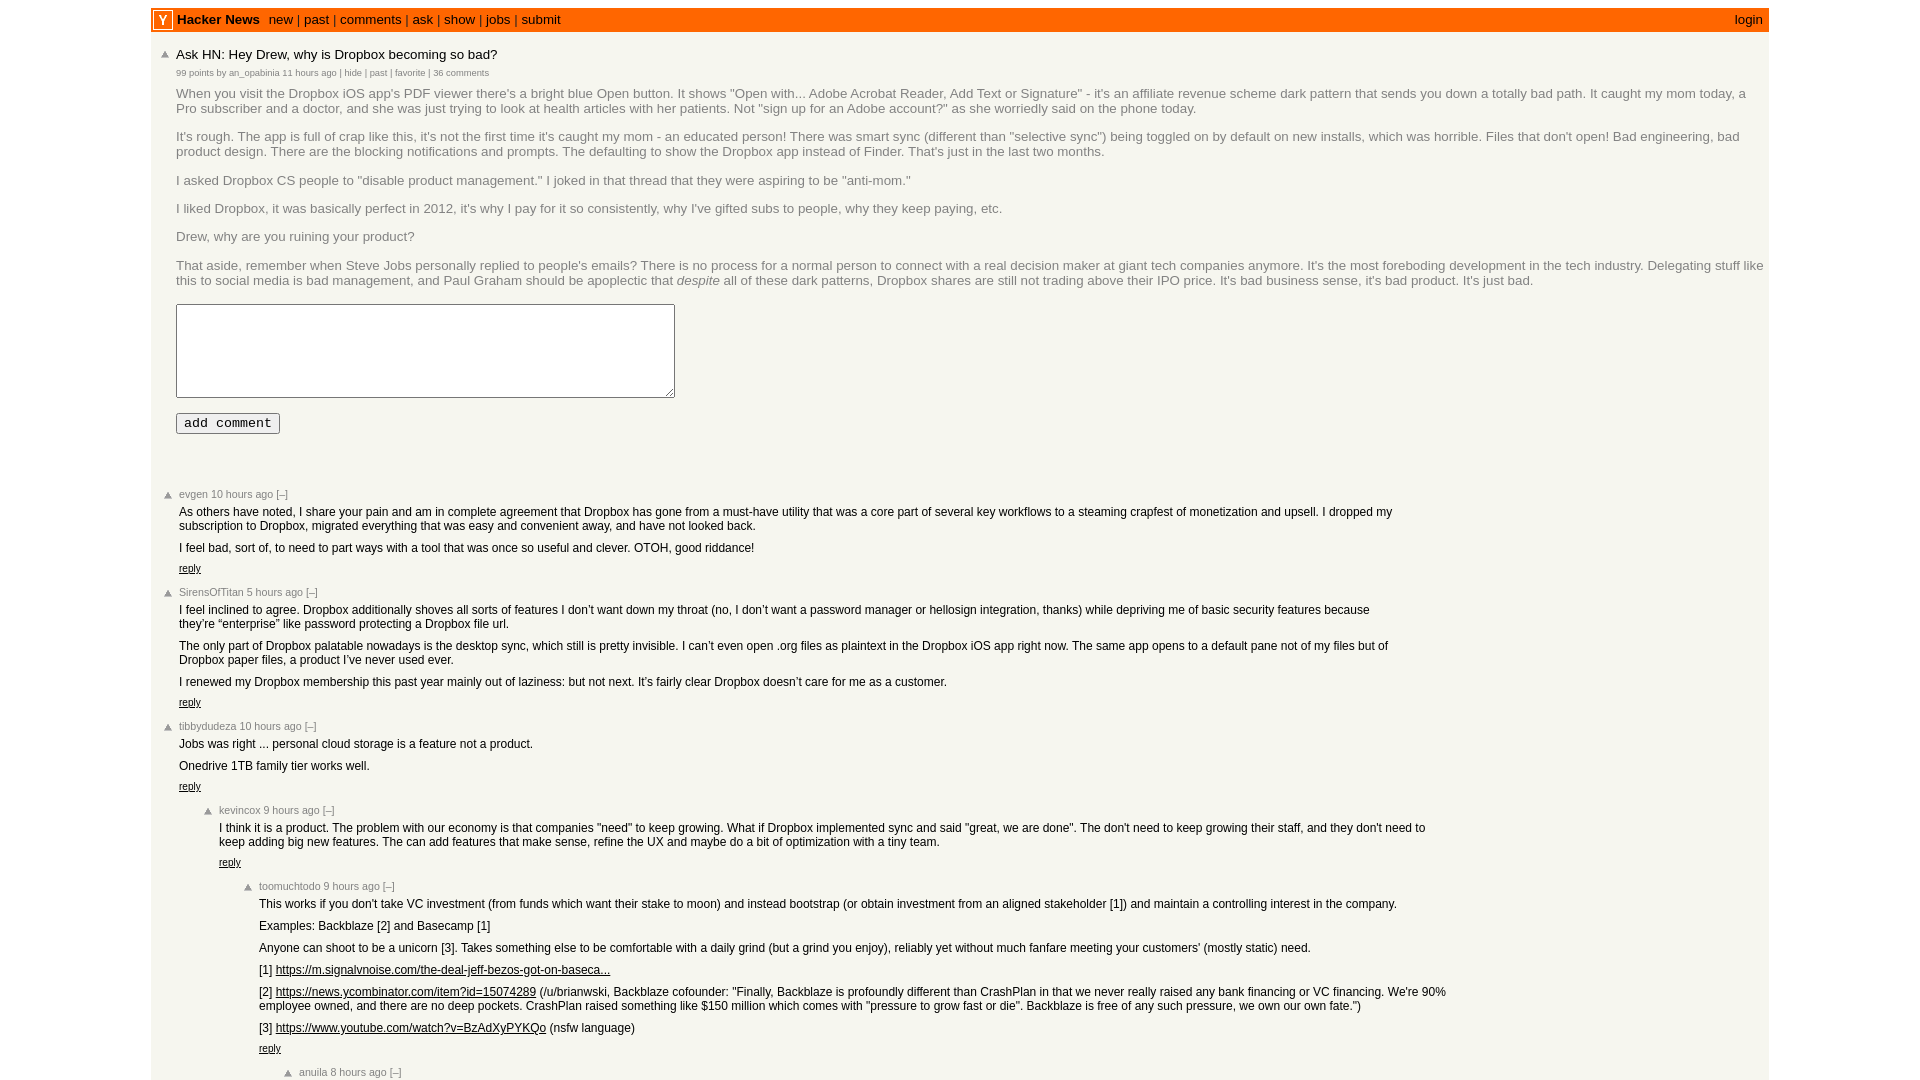 Y Hacker News new | past | comments | ask | show | jobs | submit login
Ask HN: Hey Drew, why is Dropbox becoming so bad?
99 points by an_opabinia 11 hours ago | hide | past | favorite | 36 comments
When you visit the Dropbox iOS app's PDF viewer there's a bright blue Open button. It shows "Open with... Adobe Acrobat Reader, Add Text or Signature" - it's an affiliate revenue scheme dark pattern that sends you down a totally bad path. It caught my mom today, a
Pro subscriber and a doctor, and she was just trying to look at health articles with her patients. Not "sign up for an Adobe account?" as she worriedly said on the phone today.
It's rough. The app is full of crap like this, it's not the first time it's caught my mom - an educated person! There was smart sync (different than "selective sync") being toggled on by default on new installs, which was horrible. Files that don't open! Bad engineering, bad
product design. There are the blocking notifications and prompts. The defaulting to show the Dropbox app instead of Finder. That's just in the last two months.
I asked Dropbox CS people to "disable product management." I joked in that thread that they were aspiring to be "anti-mom."
I liked Dropbox, it was basically perfect in 2012, it's why I pay for it so consistently, why I've gifted subs to people, why they keep paying, etc.
Drew, why are you ruining your product?
That aside, remember when Steve Jobs personally replied to people's emails? There is no process for a normal person to connect with a real decision maker at giant tech companies anymore. It's the most foreboding development in the tech industry. Delegating stuff like
this to social media is bad management, and Paul Graham should be apoplectic that despite all of these dark patterns, Dropbox shares are still not trading above their IPO price. It's bad business sense, it's bad product. It's just bad.
add comment
evgen 10 hours ago [–]
As others have noted, I share your pain and am in complete agreement that Dropbox has gone from a must-have utility that was a core part of several key workflows to a steaming crapfest of monetization and upsell. I dropped my
subscription to Dropbox, migrated everything that was easy and convenient away, and have not looked back.
I feel bad, sort of, to need to part ways with a tool that was once so useful and clever. OTOH, good riddance!
reply
SirensOfTitan 5 hours ago [–]
I feel inclined to agree. Dropbox additionally shoves all sorts of features I don’t want down my throat (no, I don’t want a password manager or hellosign integration, thanks) while depriving me of basic security features because
they’re “enterprise” like password protecting a Dropbox file url.
The only part of Dropbox palatable nowadays is the desktop sync, which still is pretty invisible. I can’t even open .org files as plaintext in the Dropbox iOS app right now. The same app opens to a default pane not of my files but of
Dropbox paper files, a product I’ve never used ever.
I renewed my Dropbox membership this past year mainly out of laziness: but not next. It’s fairly clear Dropbox doesn’t care for me as a customer.
reply
tibbydudeza 10 hours ago [–]
Jobs was right ... personal cloud storage is a feature not a product.
Onedrive 1TB family tier works well.
reply
kevincox 9 hours ago [–]
I think it is a product. The problem with our economy is that companies "need" to keep growing. What if Dropbox implemented sync and said "great, we are done". The don't need to keep growing their staff, and they don't need to
keep adding big new features. The can add features that make sense, refine the UX and maybe do a bit of optimization with a tiny team.
reply
toomuchtodo 9 hours ago [–]
This works if you don't take VC investment (from funds which want their stake to moon) and instead bootstrap (or obtain investment from an aligned stakeholder [1]) and maintain a controlling interest in the company.
Examples: Backblaze [2] and Basecamp [1]
Anyone can shoot to be a unicorn [3]. Takes something else to be comfortable with a daily grind (but a grind you enjoy), reliably yet without much fanfare meeting your customers' (mostly static) need.
[1] https://m.signalvnoise.com/the-deal-jeff-bezos-got-on-baseca...
[2] https://news.ycombinator.com/item?id=15074289 (/u/brianwski, Backblaze cofounder: "Finally, Backblaze is profoundly different than CrashPlan in that we never really raised any bank financing or VC financing. We're 90%
employee owned, and there are no deep pockets. CrashPlan raised something like $150 million which comes with "pressure to grow fast or die". Backblaze is free of any such pressure, we own our own fate.")
[3] https://www.youtube.com/watch?v=BzAdXyPYKQo (nsfw language)
reply
anuila 8 hours ago [–]